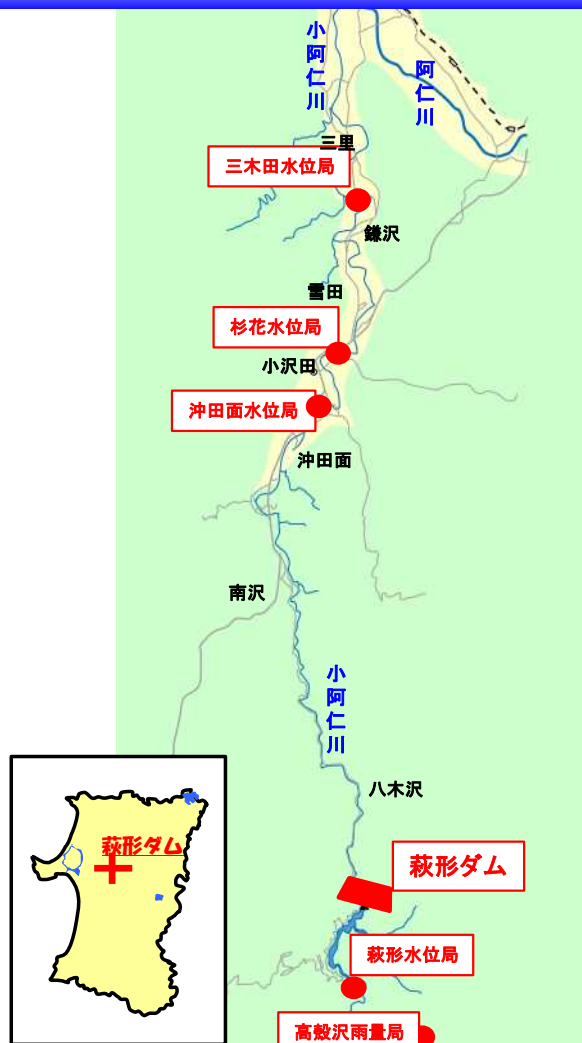 小阿仁川
阿仁川
三里
三木田水位局
鎌沢
雪田
杉花水位局
小沢田
沖田面水位局
沖田面
南沢
小阿仁川
八木沢
萩形ダム
萩形ダム
萩形水位局
高殻沢雨量局